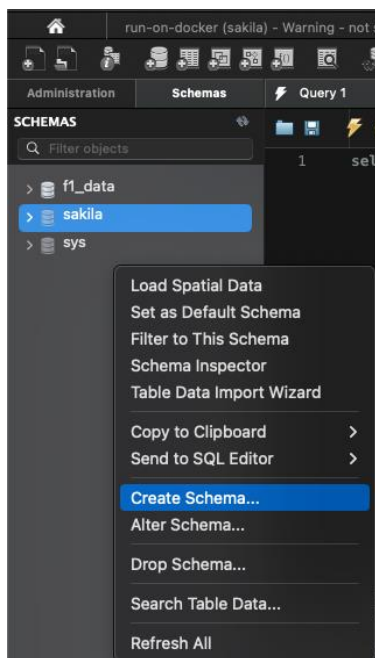 run-on-docker (sakila) - Warning - not
Administration
Schemas
Query 1
SCHEMAS
Filter objects
1 sel
f1_data
sakila
sys
Load Spatial Data
Set as Default Schema
Filter to This Schema
Schema Inspector
Table Data Import Wizard
Copy to Clipboard
Send to SQL Editor
Create Schema...
Alter Schema...
Drop Schema...
Search Table Data...
Refresh All